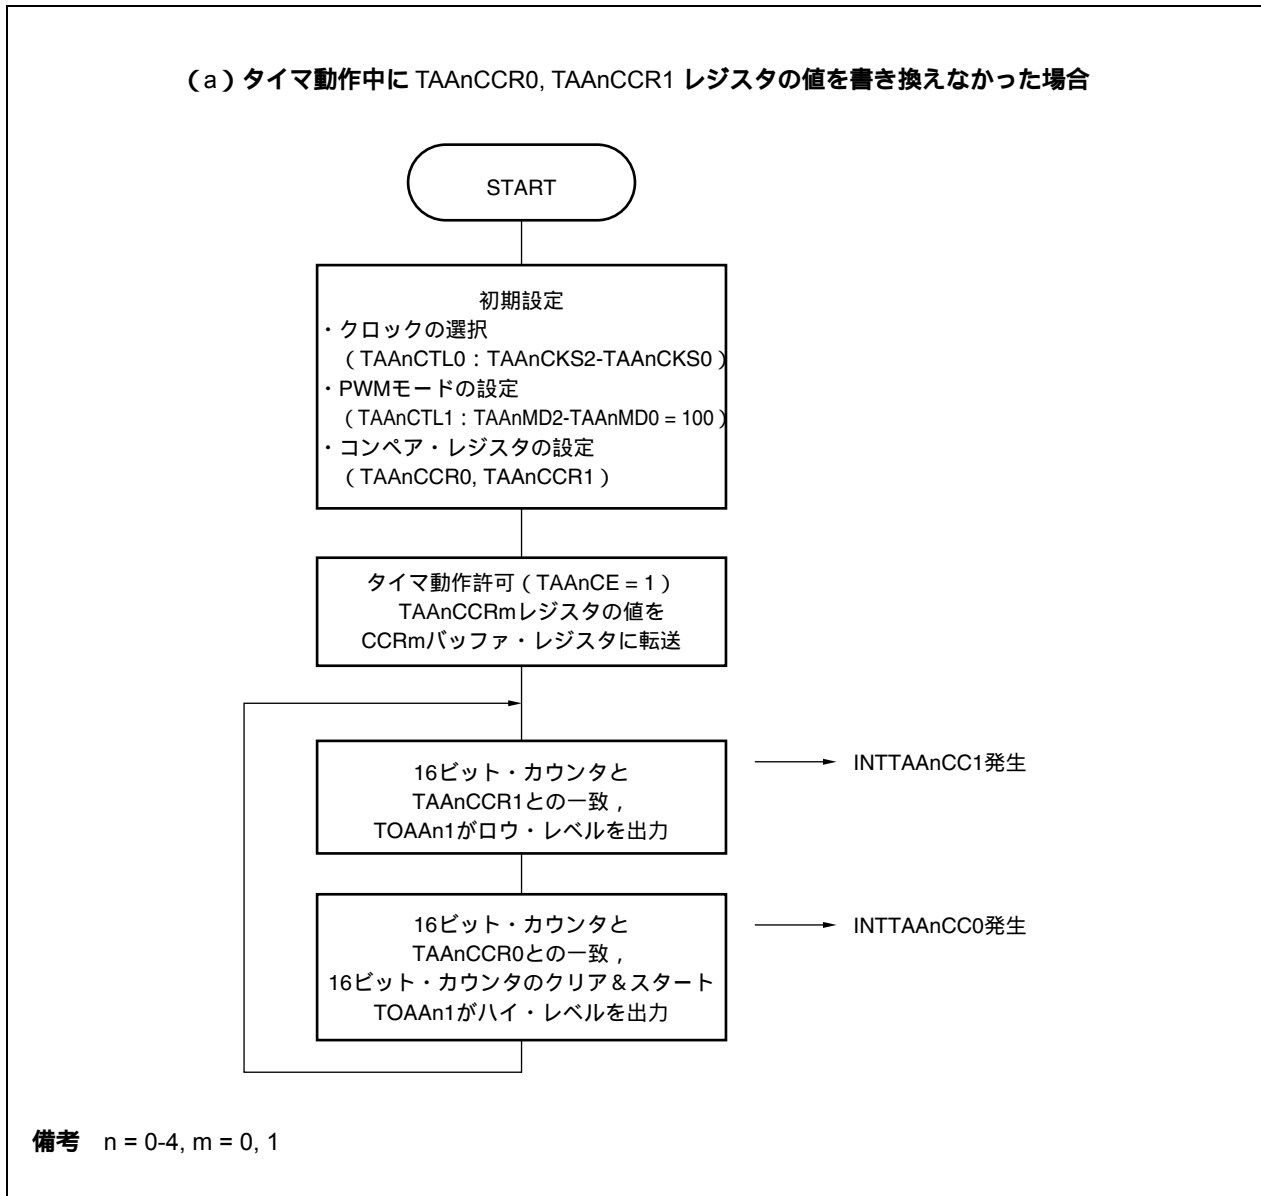 （a）タイマ動作中に TAAnCCR0, TAAnCCR1 レジスタの値を書き換えなかった場合
START
初期設定
・クロックの選択
（TAAnCTL0：TAAnCKS2-TAAnCKS0）
・PWMモードの設定
（TAAnCTL1：TAAnMD2-TAAnMD0 = 100）
・コンペア・レジスタの設定
（TAAnCCR0, TAAnCCR1）
タイマ動作許可（TAAnCE = 1）
TAAnCCRmレジスタの値を
CCRmバッファ・レジスタに転送
16ビット・カウンタと
TAAnCCR1との一致，
TOAAn1がロウ・レベルを出力
INTTAAnCC1発生
16ビット・カウンタと
TAAnCCR0との一致，
16ビット・カウンタのクリア＆スタート
TOAAn1がハイ・レベルを出力
INTTAAnCC0発生
備考 n = 0-4, m = 0, 1